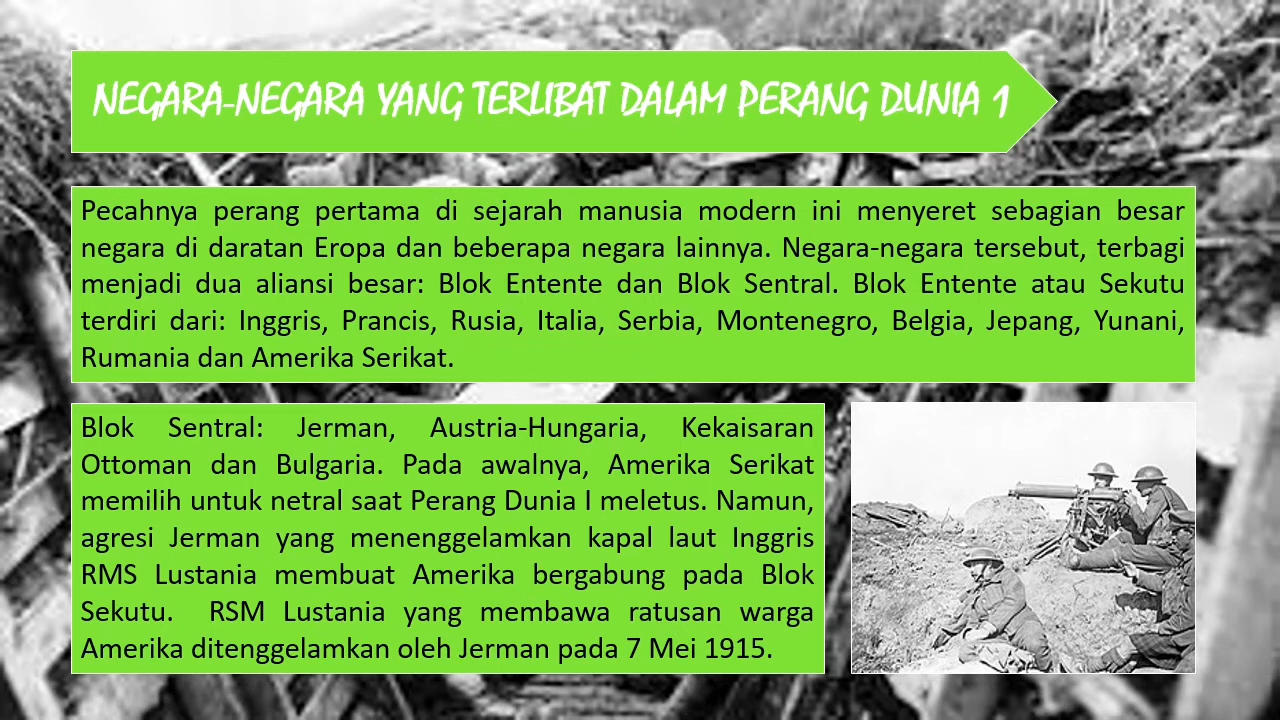 NEGARA-NEGARA YANG TERLIBAT DALAM PERANG DUNIA 1
Pecahnya perang pertama di sejarah manusia modern ini menyeret sebagian besar
negara di daratan Eropa dan beberapa negara lainnya. Negara-negara tersebut, terbagi
menjadi dua aliansi besar: Blok Entente dan Blok Sentral. Blok Entente atau Sekutu
terdiri dari: Inggris, Prancis, Rusia, Italia, Serbia, Montenegro, Belgia, Jepang, Yunani,
Rumania dan Amerika Serikat.
Blok Sentral: Jerman, Austria-Hungaria, Kekaisaran
Ottoman dan Bulgaria. Pada awalnya, Amerika Serikat
memilih untuk netral saat Perang Dunia I meletus. Namun,
agresi Jerman yang menenggelamkan kapal laut Inggris
RMS Lustania membuat Amerika bergabung pada Blok
Sekutu. RSM Lustania yang membawa ratusan warga
Amerika ditenggelamkan oleh Jerman pada 7 Mei 1915.